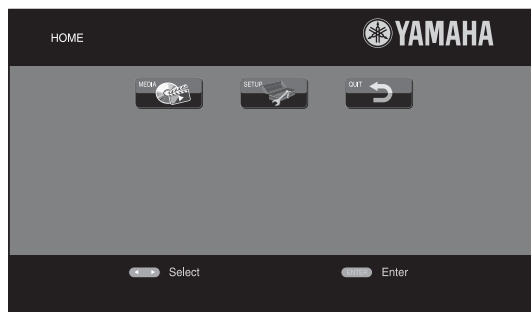 HOME
YAMAHA
MEDIA
SETUP
QUIT
Select
ENTER
Enter